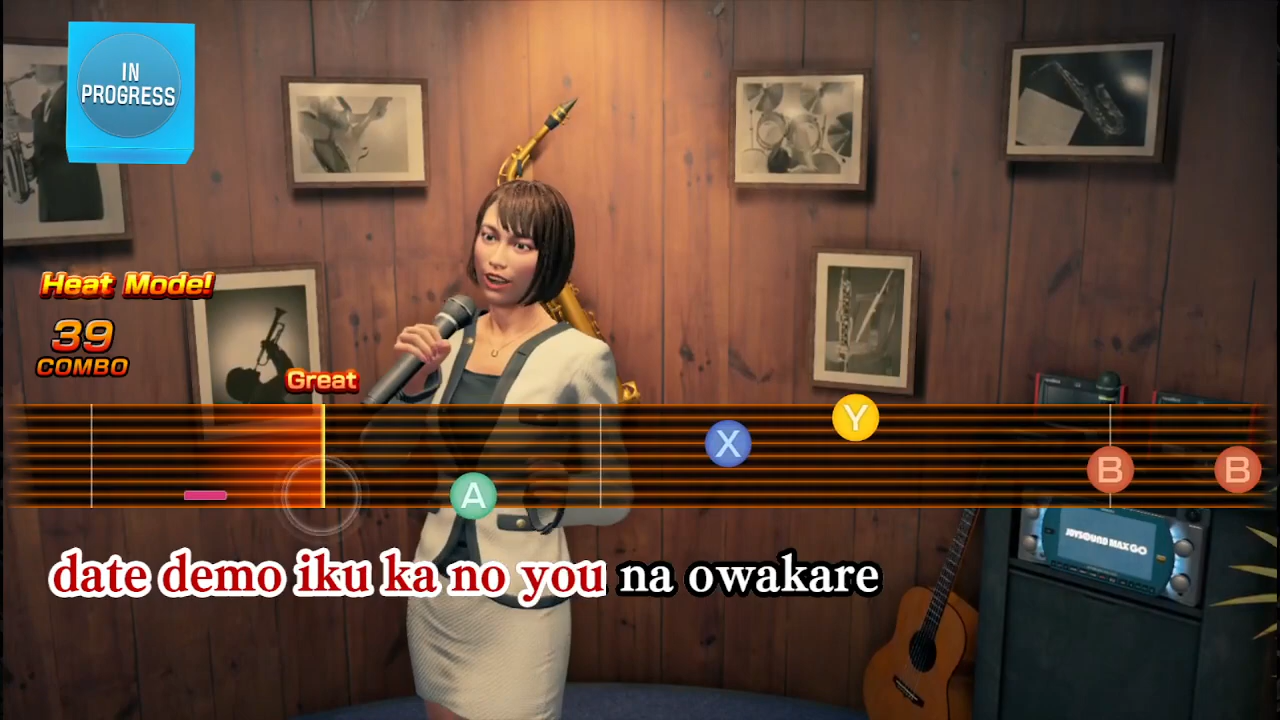 IN
PROGRESS
Heat Mode!
39
COMBO
Great
A
X
Y
B
B
JOYSOUND MAX GO
date demo iku ka no you na owakare